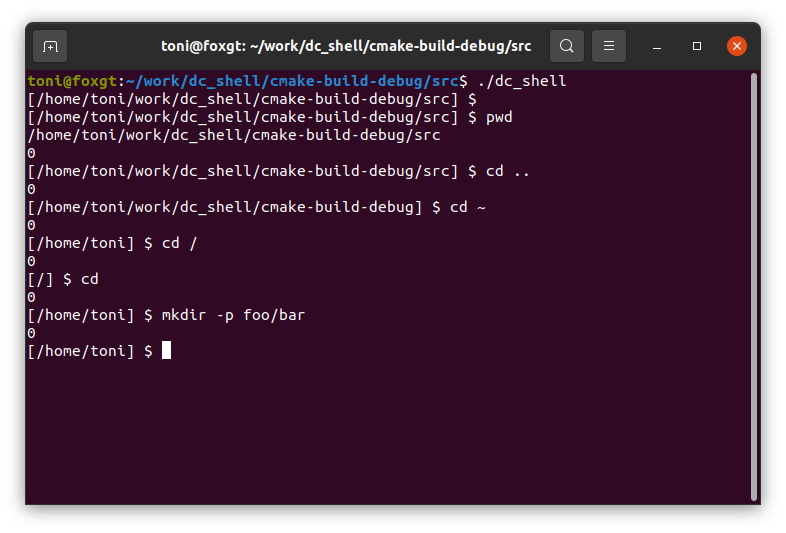 toni@foxgt: ~/work/dc_shell/cmake-build-debug/src
toni@foxgt:~/work/dc_shell/cmake-build-debug/src$ ./dc_shell
[/home/toni/work/dc_shell/cmake-build-debug/src] $
[/home/toni/work/dc_shell/cmake-build-debug/src] $ pwd
/home/toni/work/dc_shell/cmake-build-debug/src
0
[/home/toni/work/dc_shell/cmake-build-debug/src] $ cd ..
0
[/home/toni/work/dc_shell/cmake-build-debug] $ cd ~
0
[/home/toni] $ cd /
0
[/] $ cd
0
[/home/toni] $ mkdir -p foo/bar
0
[/home/toni] $